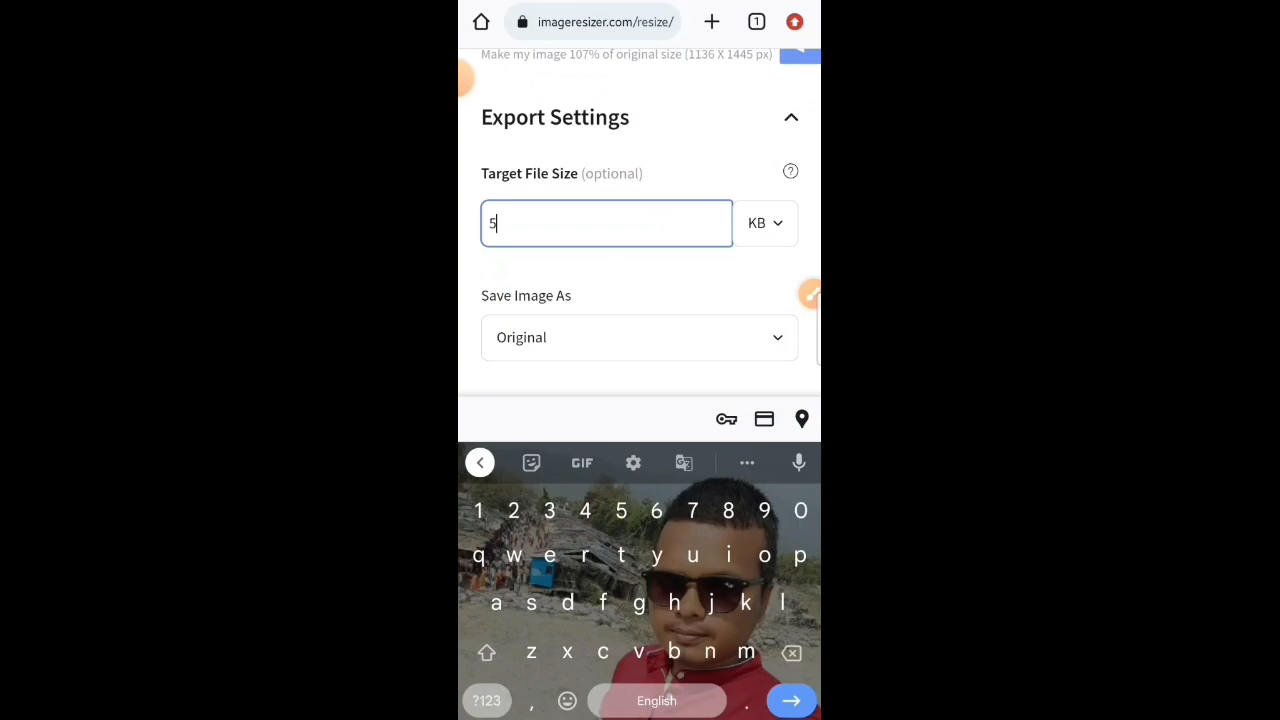 imageresizer.com/resize/
1
Make my image 107% of original size (1136 X 1445 px)
Export Settings
Target File Size (optional)
?
5
KB
Save Image As
Original
GIF
1 2 3 4 5 6 7 8 9 0
q w e r t y u i o p
a s d f g h j k l
z x c v b n m
?123 , English .